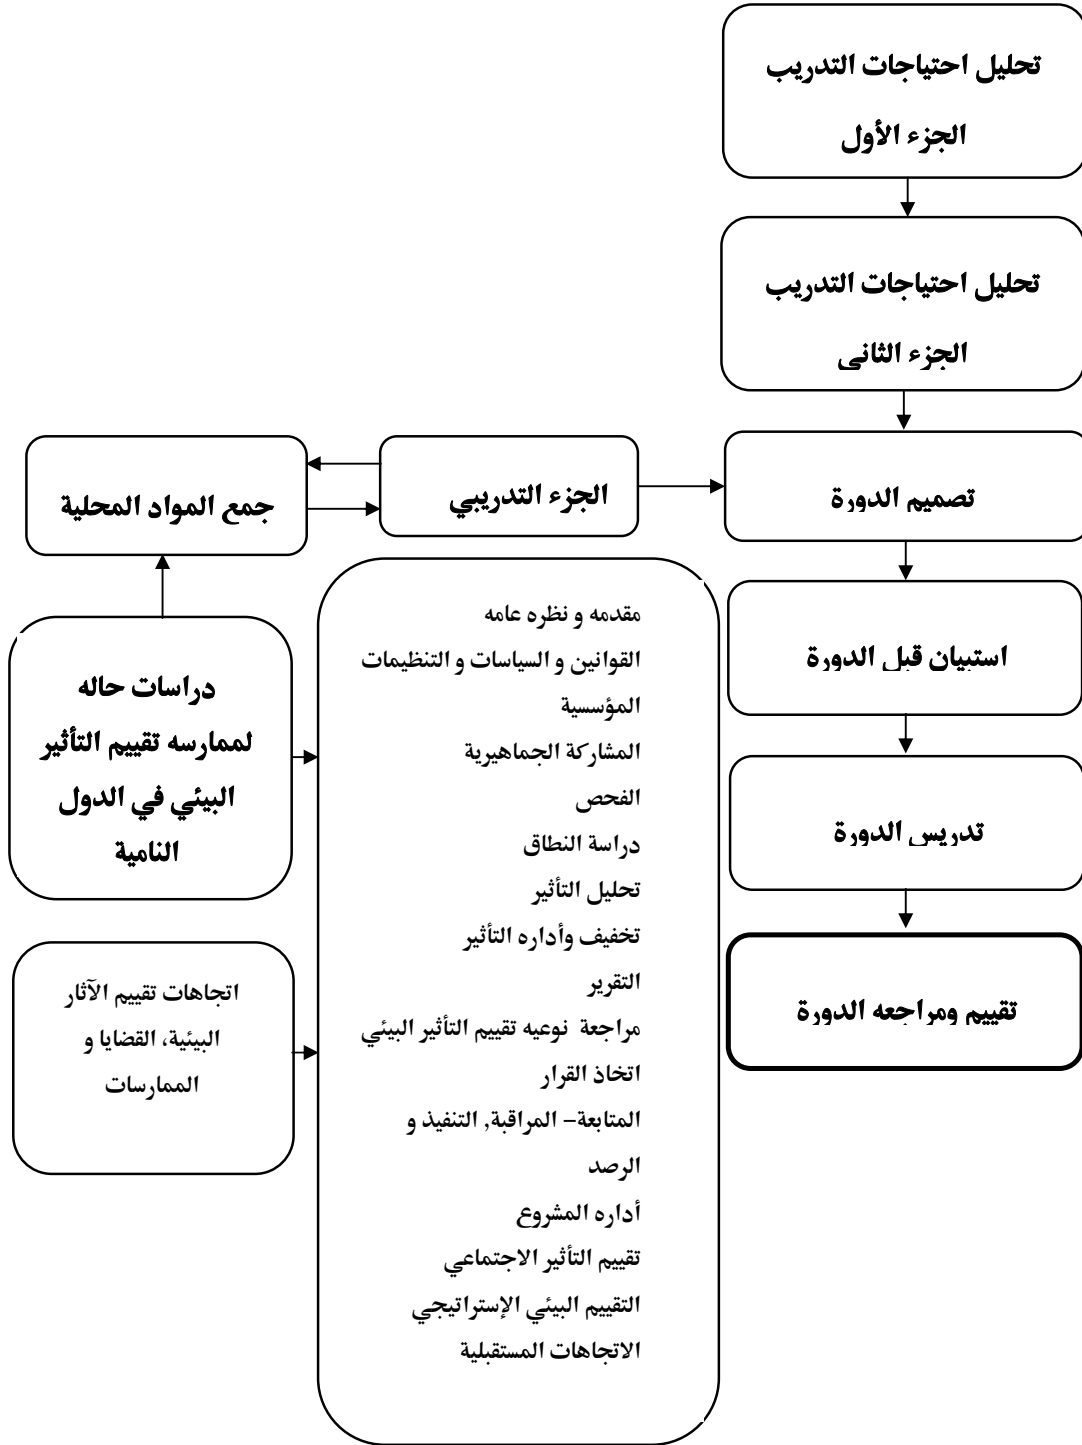 تحليل احتياجات التدريب
الجزء الأول
تحليل احتياجات التدريب
الجزء الثاني
تصميم الدورة
الجزء التدريبي
جمع المواد المحلية
استبيان قبل الدورة
تدريس الدورة
تقييم ومراجعه الدورة
مقدمه و نظره عامه
القوانين و السياسات و التنظيمات
المؤسسية
المشاركة الجماهيرية
الفحص
دراسة النطاق
تحليل التأثير
تخفيف وأداره التأثير
التقرير
مراجعة نوعيه تقييم التأثير البيئي
اتخاذ القرار
المتابعة– المراقبة, التنفيذ و
الرصد
أداره المشروع
تقييم التأثير الاجتماعي
التقييم البيئي الإستراتيجي
الاتجاهات المستقبلية
دراسات حاله
لممارسه تقييم التأثير
البيئي في الدول
النامية
اتجاهات تقييم الآثار
البيئية، القضايا و
الممارسات